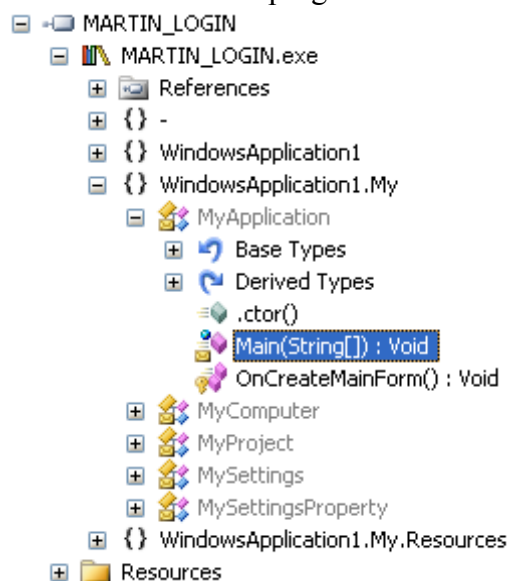 MARTIN_LOGIN
MARTIN_LOGIN.exe
References
{} -
{} WindowsApplication1
{} WindowsApplication1.My
MyApplication
Base Types
Derived Types
.ctor()
Main(String[]) : Void
OnCreateMainForm() : Void
MyComputer
MyProject
MySettings
MySettingsProperty
{} WindowsApplication1.My.Resources
Resources